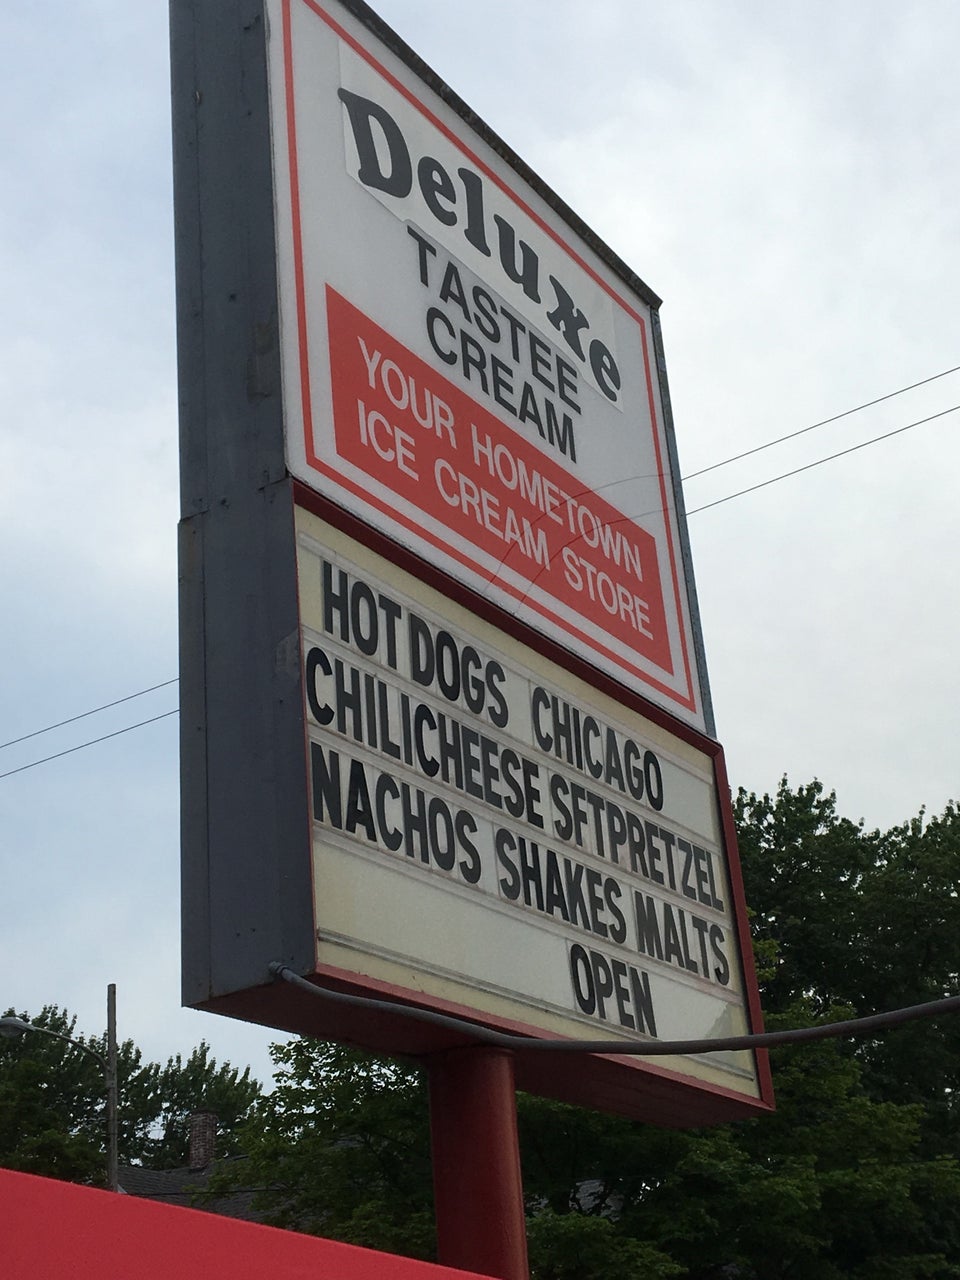 Deluxe
TASTEE
CREAM
YOUR HOMETOWN
ICE CREAM STORE
HOT DOGS CHICAGO
CHILICHEESE SFTPRETZEL
NACHOS SHAKES MALTS
OPEN